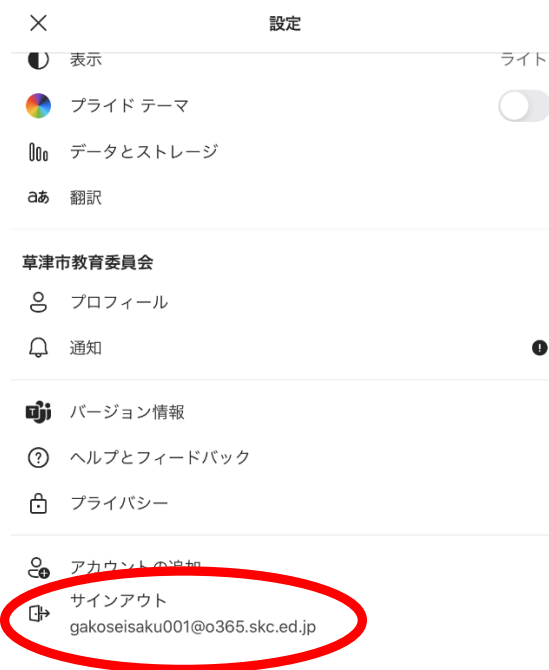 設定
表示 ライト
プライド テーマ
データとストレージ
aあ 翻訳
草津市教育委員会
プロフィール
通知
バージョン情報
ヘルプとフィードバック
プライバシー
アカウントの追加
サインアウト
gakoseisaku001@o365.skc.ed.jp